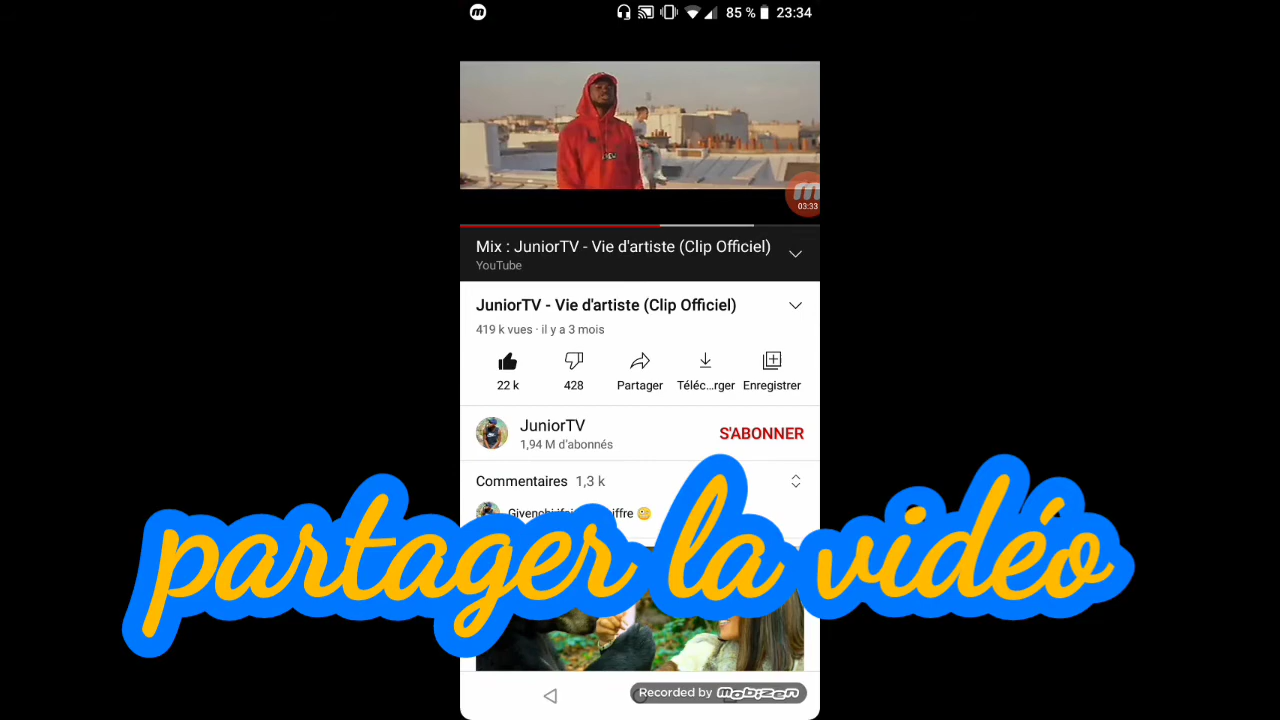 85 % 23:34
03:33
Mix : JuniorTV - Vie d'artiste (Clip Officiel)
YouTube
JuniorTV - Vie d'artiste (Clip Officiel)
419 k vues · il y a 3 mois
22 k 428 Partager Téléc...rger Enregistrer
JuniorTV S'ABONNER
1,94 M d'abonnés
Commentaires 1,3 k
partager la vidéo
Recorded by mobizen